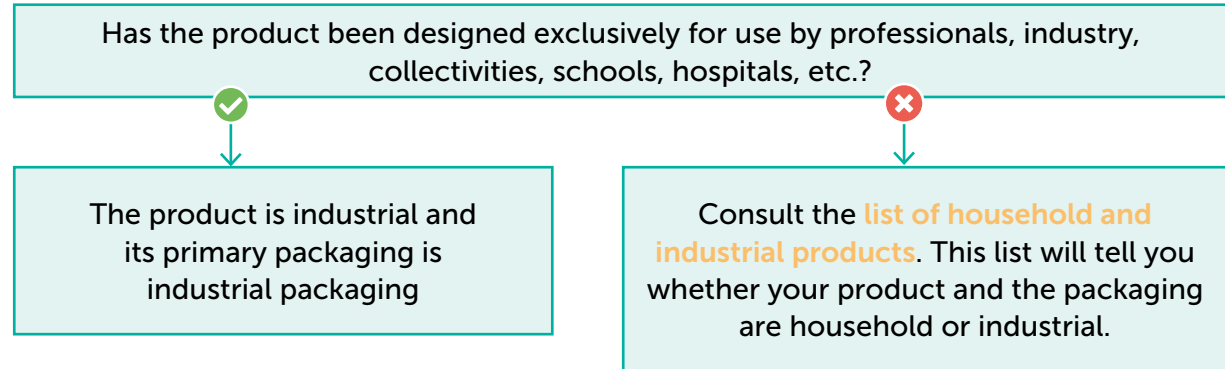 Has the product been designed exclusively for use by professionals, industry,
collectivities, schools, hospitals, etc.?
The product is industrial and
its primary packaging is
industrial packaging
Consult the list of household and
industrial products. This list will tell you
whether your product and the packaging
are household or industrial.